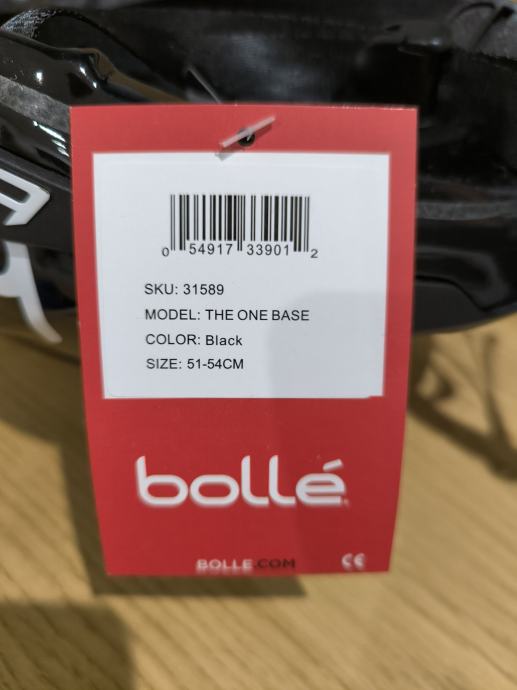 0 54917 33901 2
SKU: 31589
MODEL: THE ONE BASE
COLOR: Black
SIZE: 51-54CM
bollé
BOLLE.COM CE